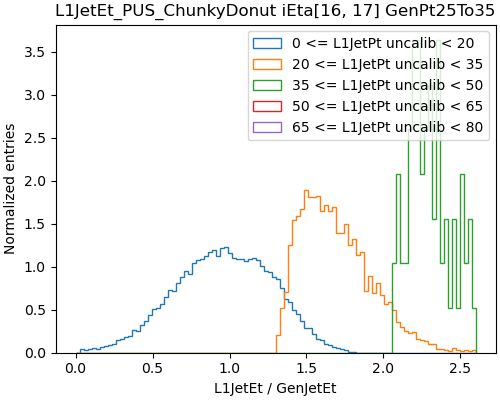 L1JetEt_PUS_ChunkyDonut iEta[16, 17] GenPt25To35
0 <= L1JetPt uncalib < 20
20 <= L1JetPt uncalib < 35
35 <= L1JetPt uncalib < 50
50 <= L1JetPt uncalib < 65
65 <= L1JetPt uncalib < 80
Normalized entries
3.5
3.0
2.5
2.0
1.5
1.0
0.5
0.0
0.0 0.5 1.0 1.5 2.0 2.5
L1JetEt / GenJetEt